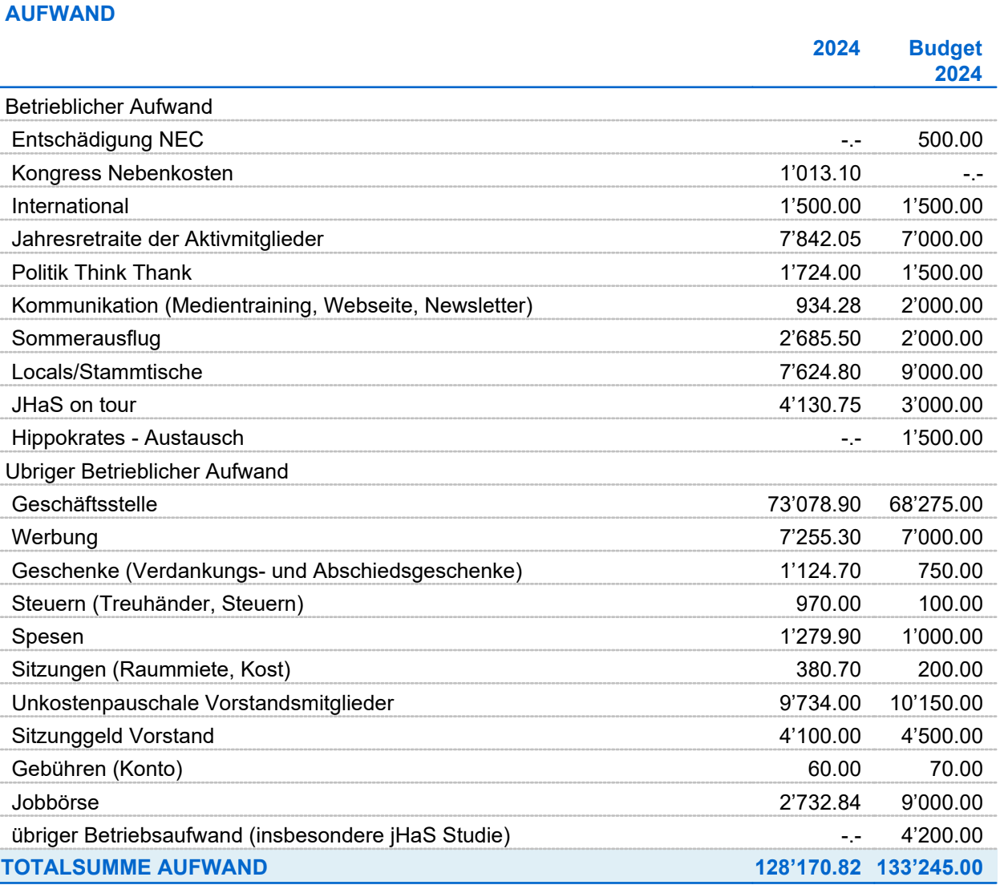 AUFWAND
2024 Budget
2024
Betrieblicher Aufwand
Entschädigung NEC -.- 500.00
Kongress Nebenkosten 1’013.10 -.-
International 1’500.00 1’500.00
Jahresretraite der Aktivmitglieder 7’842.05 7’000.00
Politik Think Thank 1’724.00 1’500.00
Kommunikation (Medientraining, Webseite, Newsletter) 934.28 2’000.00
Sommerausflug 2’685.50 2’000.00
Locals/Stammtische 7’624.80 9’000.00
JHaS on tour 4’130.75 3’000.00
Hippokrates - Austausch -.- 1’500.00
Ubriger Betrieblicher Aufwand
Geschäftsstelle 73’078.90 68’275.00
Werbung 7’255.30 7’000.00
Geschenke (Verdankungs- und Abschiedsgeschenke) 1’124.70 750.00
Steuern (Treuhänder, Steuern) 970.00 100.00
Spesen 1’279.90 1’000.00
Sitzungen (Raummiete, Kost) 380.70 200.00
Unkostenpauschale Vorstandsmitglieder 9’734.00 10’150.00
Sitzunggeld Vorstand 4’100.00 4’500.00
Gebühren (Konto) 60.00 70.00
Jobbörse 2’732.84 9’000.00
übriger Betriebsaufwand (insbesondere jHaS Studie) -.- 4’200.00
TOTALSUMME AUFWAND 128’170.82 133’245.00